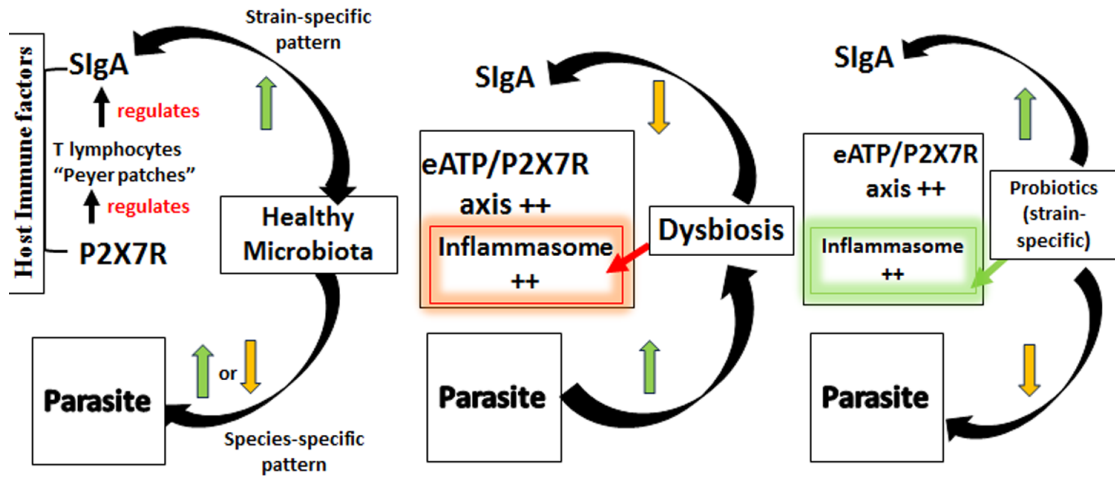 Host Immune factors
Strain-specific
pattern
SIgA
regulates
T lymphocytes
“Peyer patches”
regulates
P2X7R
Healthy
Microbiota
Parasite
or
Species-specific
pattern
SIgA
eATP/P2X7R
axis ++
Inflammasome
++
Dysbiosis
Parasite
SIgA
eATP/P2X7R
axis ++
Inflammasome
++
Probiotics
(strain-
specific)
Parasite